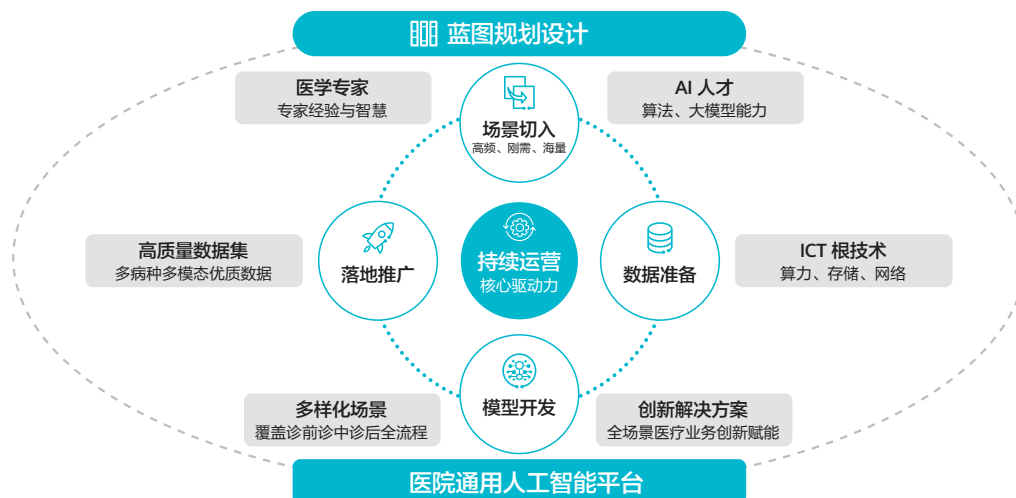 蓝图规划设计
医学专家
专家经验与智慧
场景切入
高频、刚需、海量
AI 人才
算法、大模型能力
高质量数据集
多病种多模态优质数据
落地推广
持续运营
核心驱动力
数据准备
ICT 根技术
算力、存储、网络
多样化场景
覆盖诊前诊中诊后全流程
模型开发
创新解决方案
全场景医疗业务创新赋能
医院通用人工智能平台